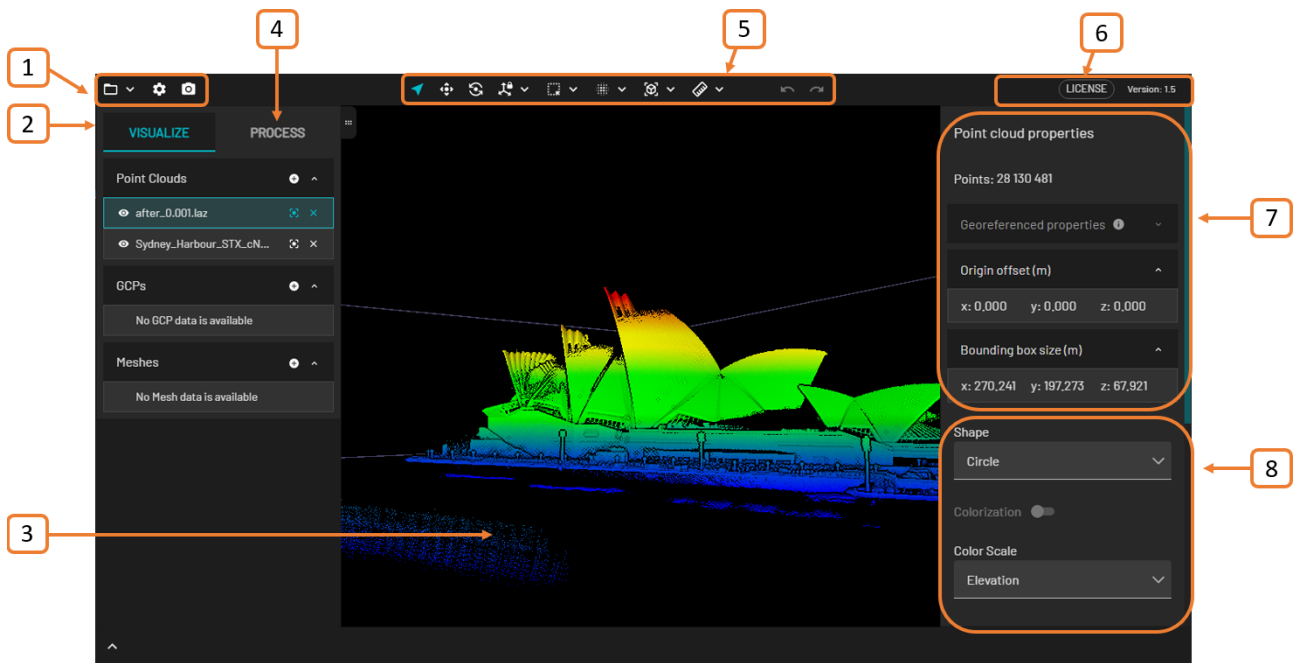 4
5
6
1
LICENSE Version: 1.5
2
VISUALIZE PROCESS
Point Clouds
after_0.001.laz
Sydney_Harbour_STX_cN...
GCPs
No GCP data is available
Meshes
No Mesh data is available
3
Point cloud properties
Points: 28 130 481
Georeferenced properties
Origin offset (m)
x: 0,000 y: 0,000 z: 0,000
Bounding box size (m)
x: 270,241 y: 197,273 z: 67,921
7
Shape
Circle
Colorization
Color Scale
Elevation
8